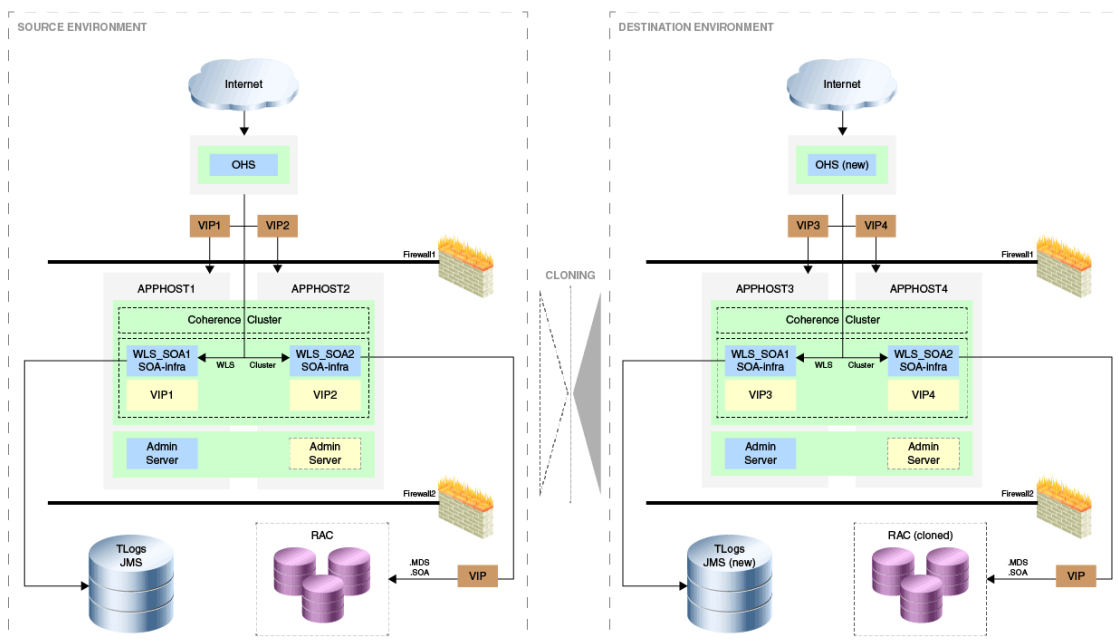 SOURCE ENVIRONMENT
Internet
OHS
VIP1
VIP2
Firewall1
APPHOST1
APPHOST2
Coherence Cluster
WLS_SOA1
SOA-infra
WLS
Cluster
WLS_SOA2
SOA-infra
VIP1
VIP2
Admin
Server
Admin
Server
Firewall2
TLogs
JMS
RAC
.MDS
.SOA
VIP
CLONING
DESTINATION ENVIRONMENT
Internet
OHS (new)
VIP3
VIP4
Firewall1
APPHOST3
APPHOST4
Coherence Cluster
WLS_SOA1
SOA-infra
WLS
Cluster
WLS_SOA2
SOA-infra
VIP3
VIP4
Admin
Server
Admin
Server
Firewall2
TLogs
JMS (new)
RAC (cloned)
.MDS
.SOA
VIP